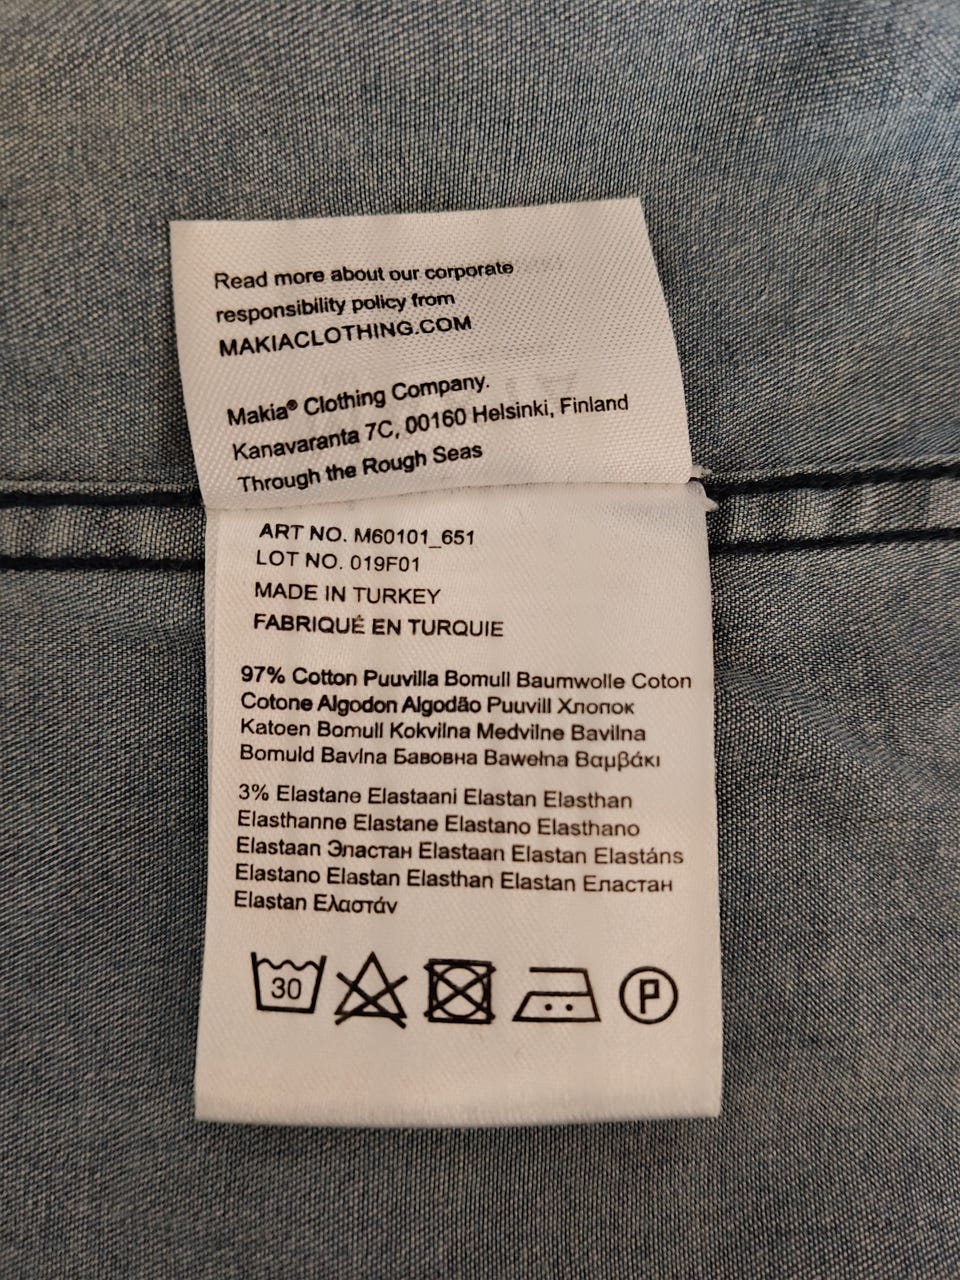 Read more about our corporate
responsibility policy from
MAKIACLOTHING.COM
Makia® Clothing Company.
Kanavaranta 7C, 00160 Helsinki, Finland
Through the Rough Seas
ART NO. M60101_651
LOT NO. 019F01
MADE IN TURKEY
FABRIQUÉ EN TURQUIE
97% Cotton Puuvilla Bomull Baumwolle Coton
Cotone Algodon Algodão Puuvill Хлопок
Katoen Bomull Kokvilna Medvilne Bavilna
Bomuld Bavlna Бавовна Bawełna Βαμβάκι
3% Elastane Elastaani Elastan Elasthan
Elasthanne Elastane Elastano Elasthano
Elastaan Эластан Elastaan Elastan Elastáns
Elastano Elastan Elasthan Elastan Еластан
Elastan Ελαστάν
30 P